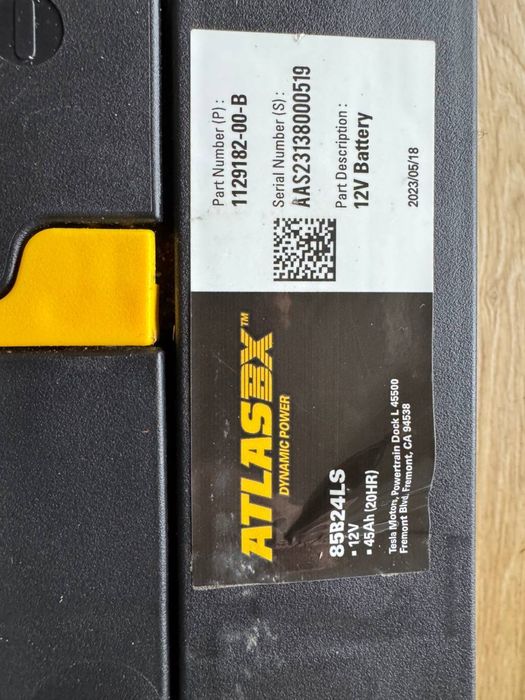 ATLASBX™
DYNAMIC POWER
85B24LS
▪ 12V
▪ 45Ah (20HR)
Tesla Motors, Powertrain Dock L 45500
Fremont Blvd, Fremont, CA 94538
Part Number (P) :
1129182-00-B
Serial Number (S) :
AAS23138000519
Part Description :
12V Battery
2023/05/18